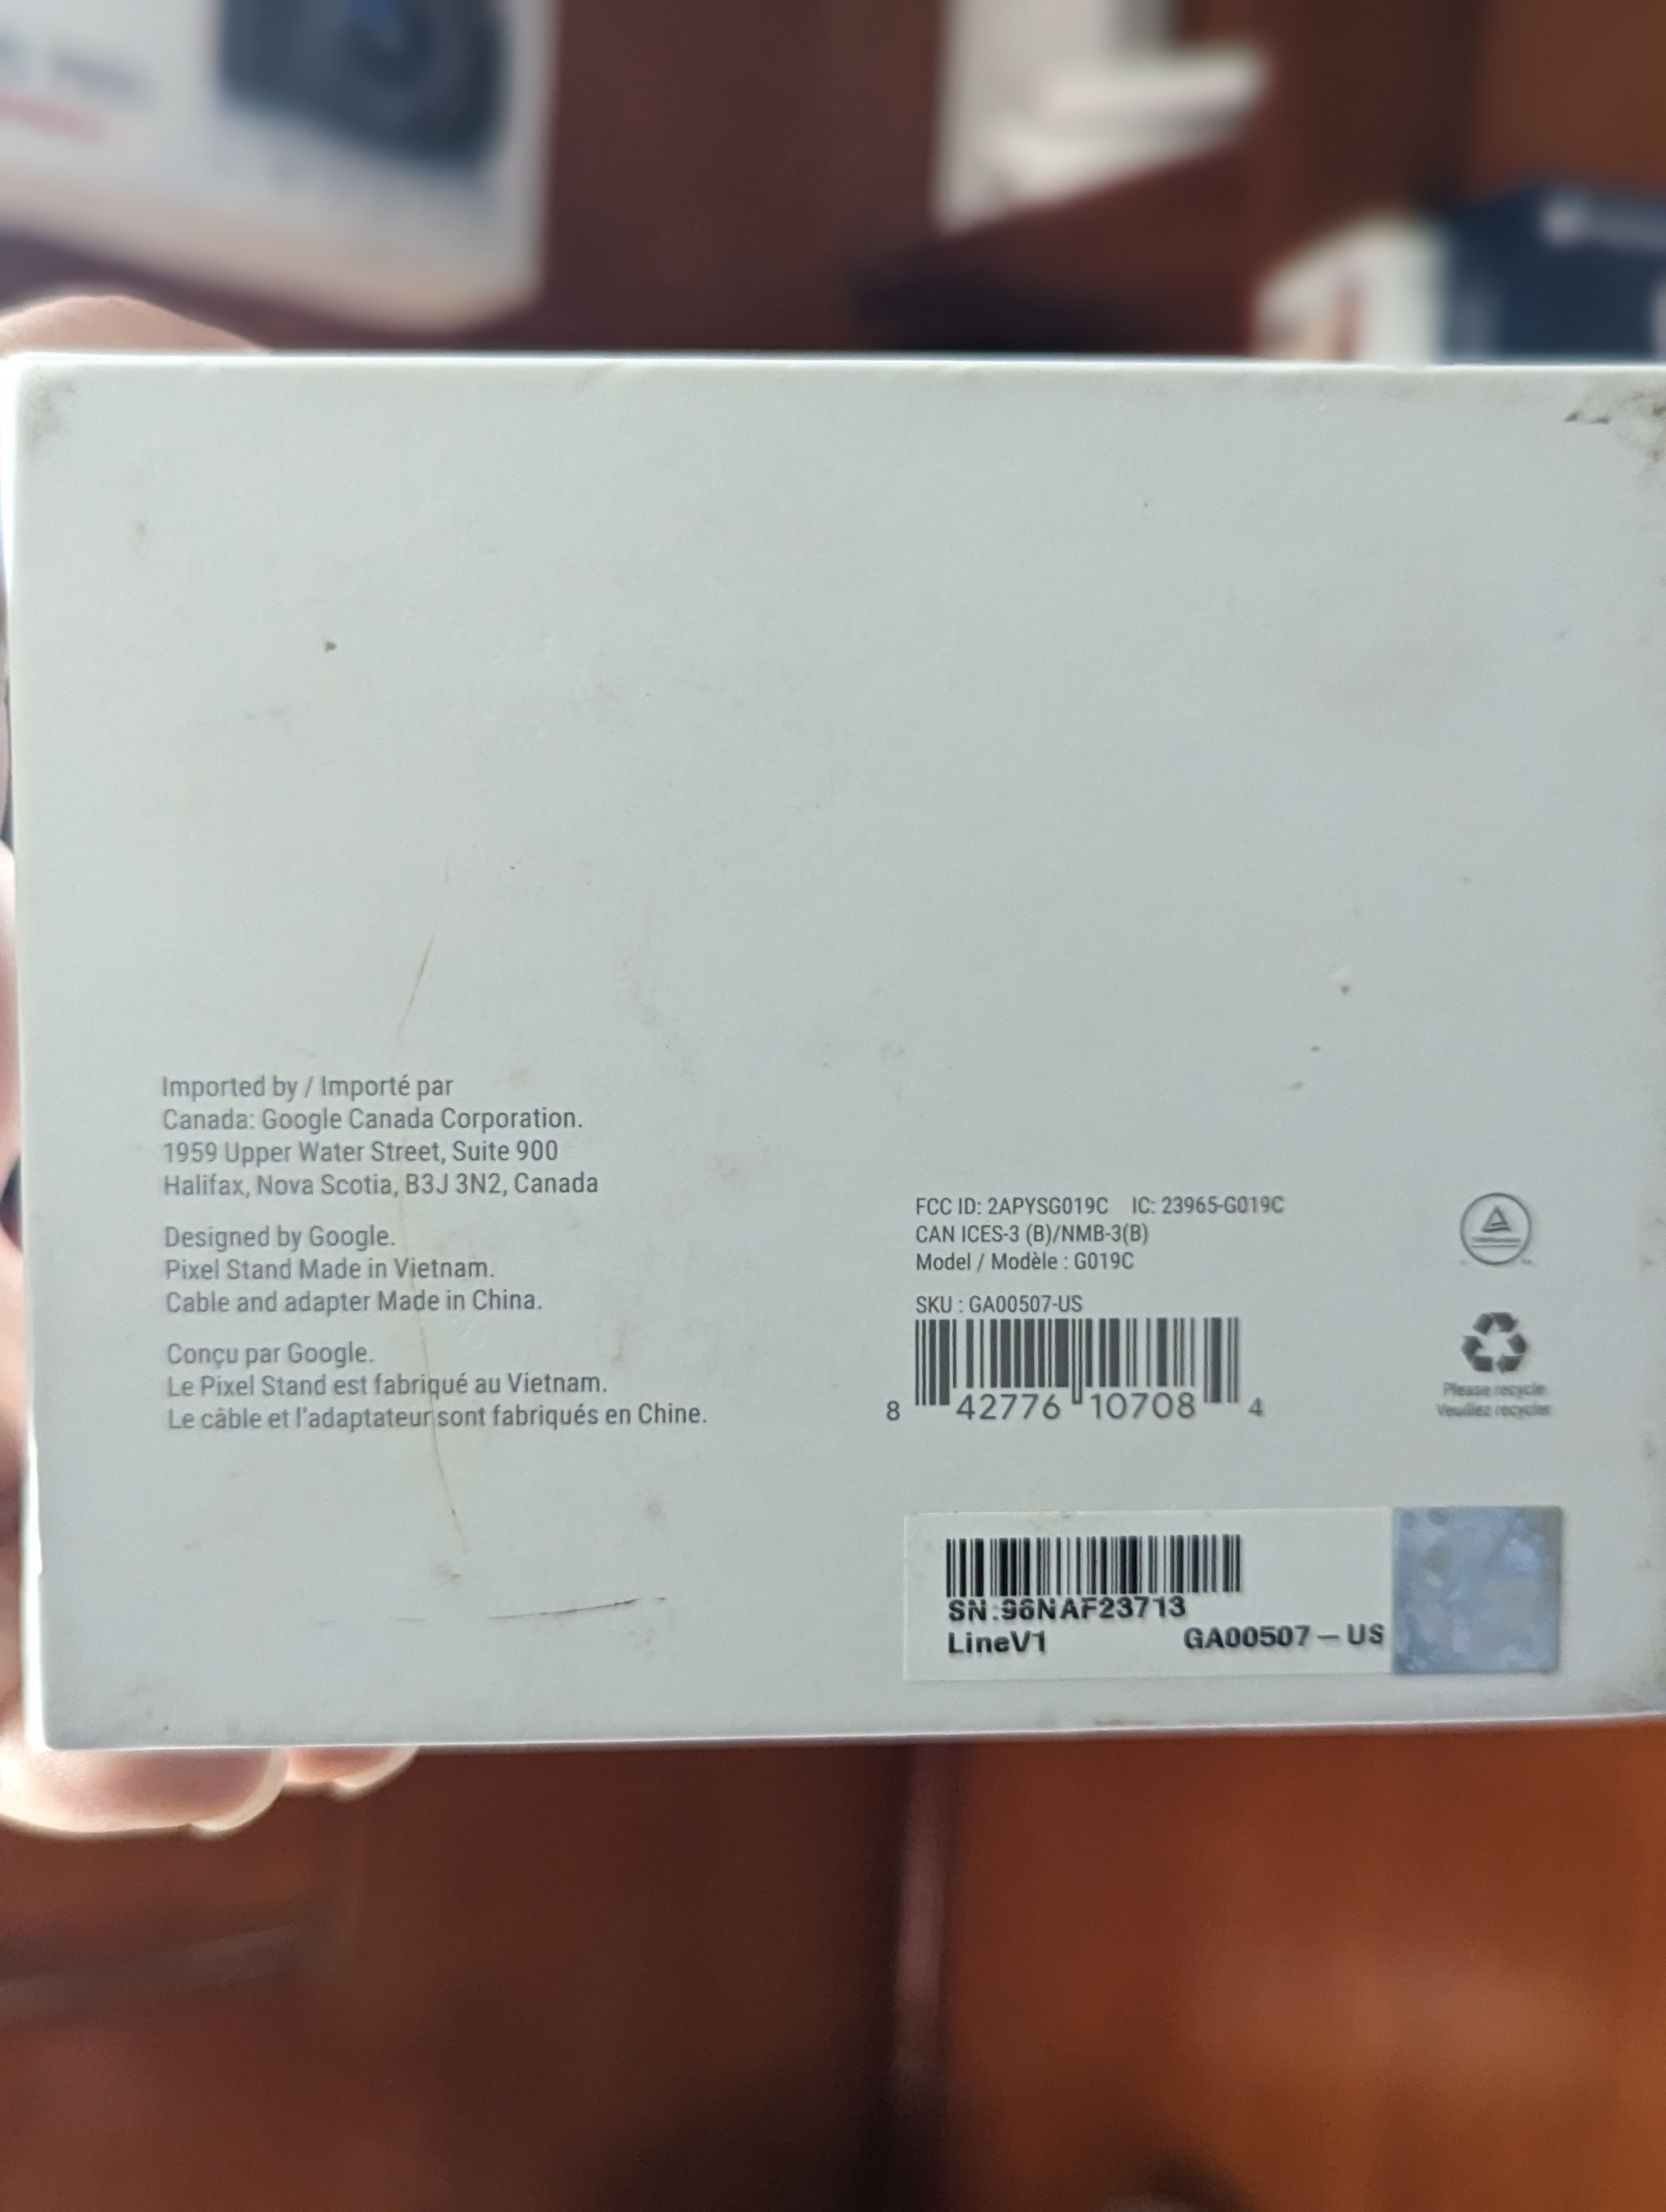 Imported by / Importé par
Canada: Google Canada Corporation.
1959 Upper Water Street, Suite 900
Halifax, Nova Scotia, B3J 3N2, Canada
Designed by Google.
Pixel Stand Made in Vietnam.
Cable and adapter Made in China.
Conçu par Google.
Le Pixel Stand est fabriqué au Vietnam.
Le câble et l'adaptateur sont fabriqués en Chine.
FCC ID: 2APYSG019C IC: 23965-G019C
CAN ICES-3 (B)/NMB-3(B)
Model / Modèle : G019C
SKU : GA00507-US
8 42776 10708 4
Please recycle
Veuillez recycler
SN:96NAF23713
LineV1 GA00507-US